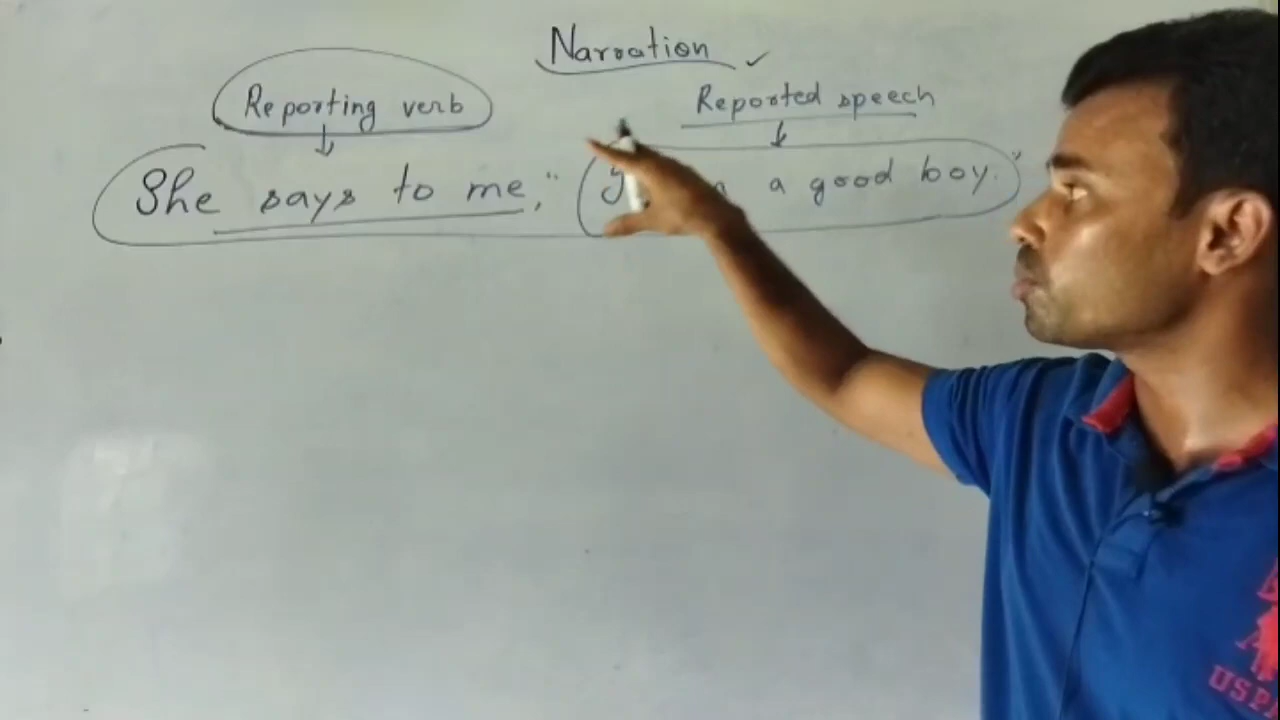 Narration
Reporting verb
Reported speech
She says to me, " a good boy."
U.S.